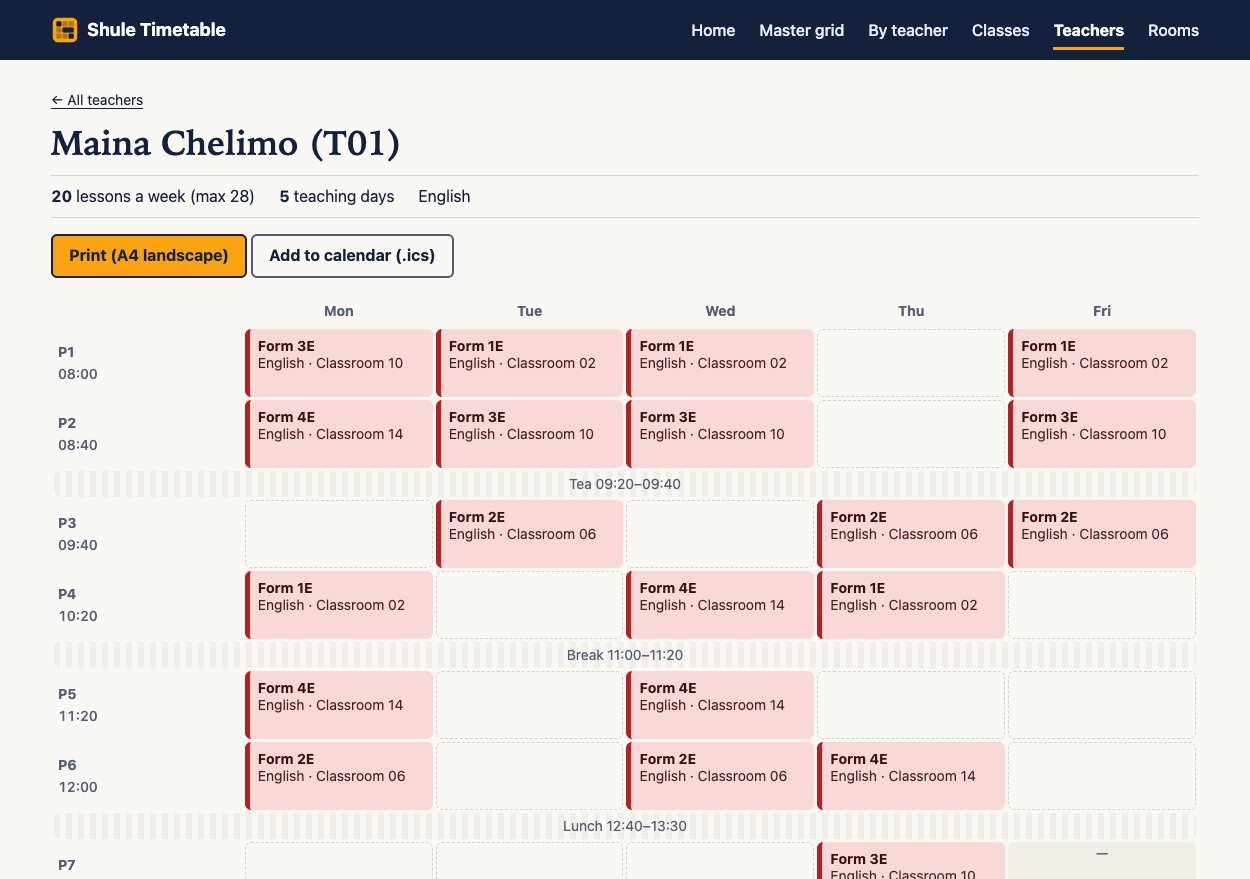 Shule Timetable
Home Master grid By teacher Classes Teachers Rooms
← All teachers
Maina Chelimo (T01)
20 lessons a week (max 28) 5 teaching days English
Print (A4 landscape) Add to calendar (.ics)
Mon Tue Wed Thu Fri
P1
08:00
Form 3E
English · Classroom 10
Form 1E
English · Classroom 02
Form 1E
English · Classroom 02
Form 1E
English · Classroom 02
P2
08:40
Form 4E
English · Classroom 14
Form 3E
English · Classroom 10
Form 3E
English · Classroom 10
Form 3E
English · Classroom 10
Tea 09:20–09:40
P3
09:40
Form 2E
English · Classroom 06
Form 2E
English · Classroom 06
Form 2E
English · Classroom 06
P4
10:20
Form 1E
English · Classroom 02
Form 4E
English · Classroom 14
Form 1E
English · Classroom 02
Break 11:00–11:20
P5
11:20
Form 4E
English · Classroom 14
Form 4E
English · Classroom 14
P6
12:00
Form 2E
English · Classroom 06
Form 2E
English · Classroom 06
Form 4E
English · Classroom 14
Lunch 12:40–13:30
P7
Form 3E
English · Classroom 10
—